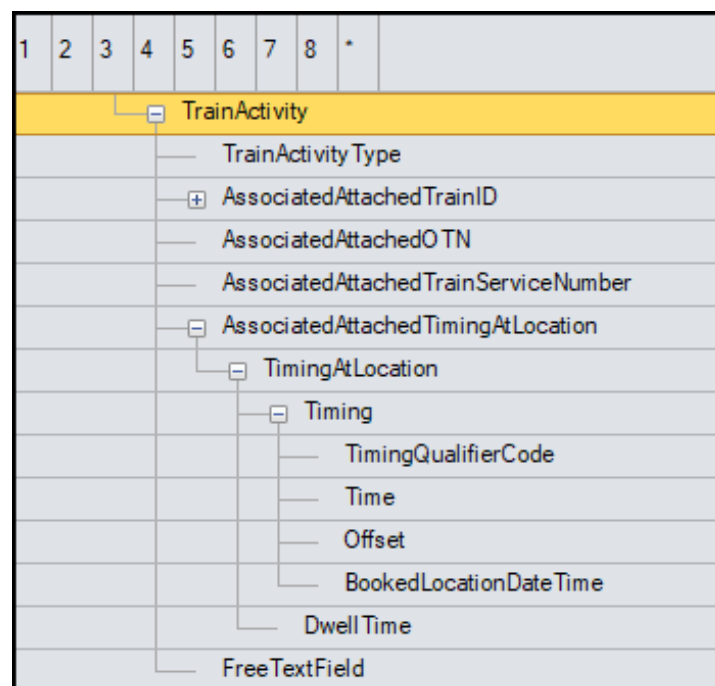 1 2 3 4 5 6 7 8 *
TrainActivity
TrainActivityType
AssociatedAttachedTrainID
AssociatedAttachedOTN
AssociatedAttachedTrainServiceNumber
AssociatedAttachedTimingAtLocation
TimingAtLocation
Timing
TimingQualifierCode
Time
Offset
BookedLocationDateTime
DwellTime
FreeTextField